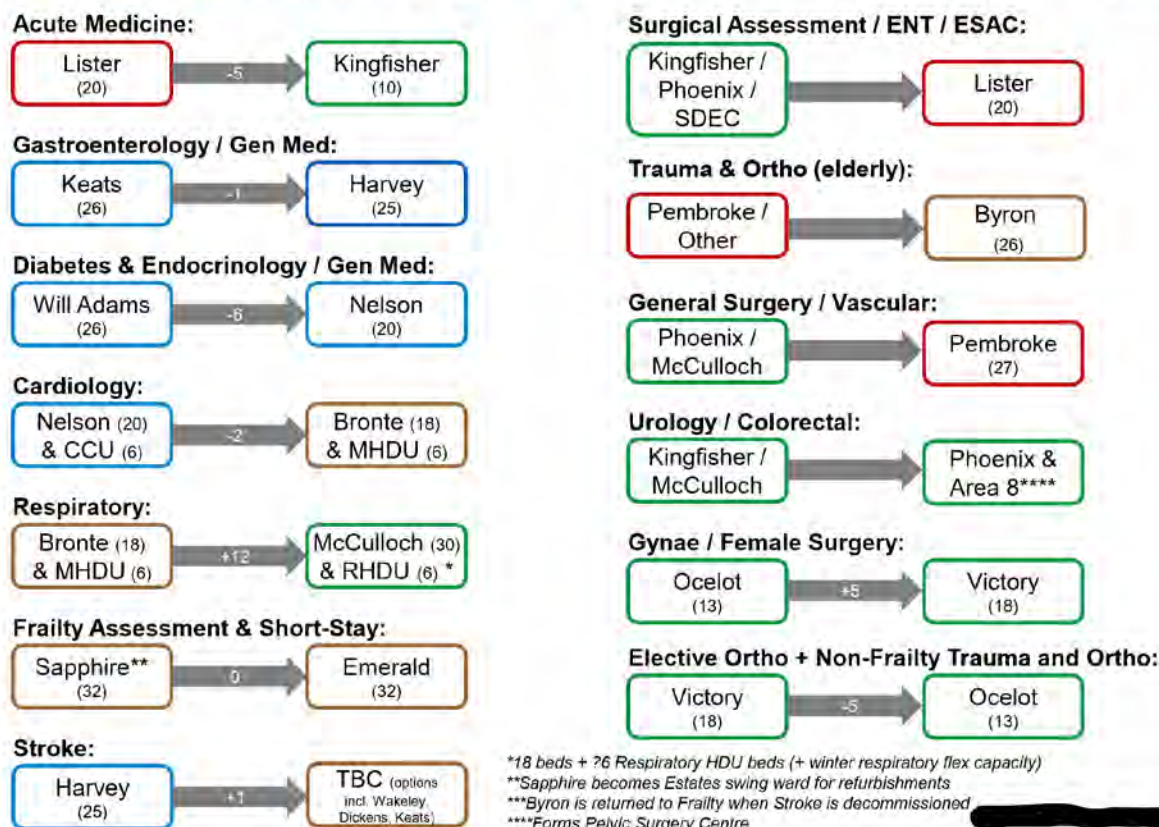 Acute Medicine:
Lister
(20)
-5
Kingfisher
(10)
Gastroenterology / Gen Med:
Keats
(26)
-1
Harvey
(25)
Diabetes & Endocrinology / Gen Med:
Will Adams
(26)
-6
Nelson
(20)
Cardiology:
Nelson (20)
& CCU (6)
-2
Bronte (18)
& MHDU (6)
Respiratory:
Bronte (18)
& MHDU (6)
+12
McCulloch (30)
& RHDU (6) *
Frailty Assessment & Short-Stay:
Sapphire**
(32)
0
Emerald
(32)
Stroke:
Harvey
(25)
+1
TBC (options
incl. Wakeley,
Dickens, Keats)
Surgical Assessment / ENT / ESAC:
Kingfisher /
Phoenix /
SDEC
Lister
(20)
Trauma & Ortho (elderly):
Pembroke /
Other
Byron
(26)
General Surgery / Vascular:
Phoenix /
McCulloch
Pembroke
(27)
Urology / Colorectal:
Kingfisher /
McCulloch
Phoenix &
Area 8****
Gynae / Female Surgery:
Ocelot
(13)
+5
Victory
(18)
Elective Ortho + Non-Frailty Trauma and Ortho:
Victory
(18)
-5
Ocelot
(13)
*18 beds + ?6 Respiratory HDU beds (+ winter respiratory flex capacity)
**Sapphire becomes Estates swing ward for refurbishments
***Byron is returned to Frailty when Stroke is decommissioned
****Forms Pelvic Surgery Centre